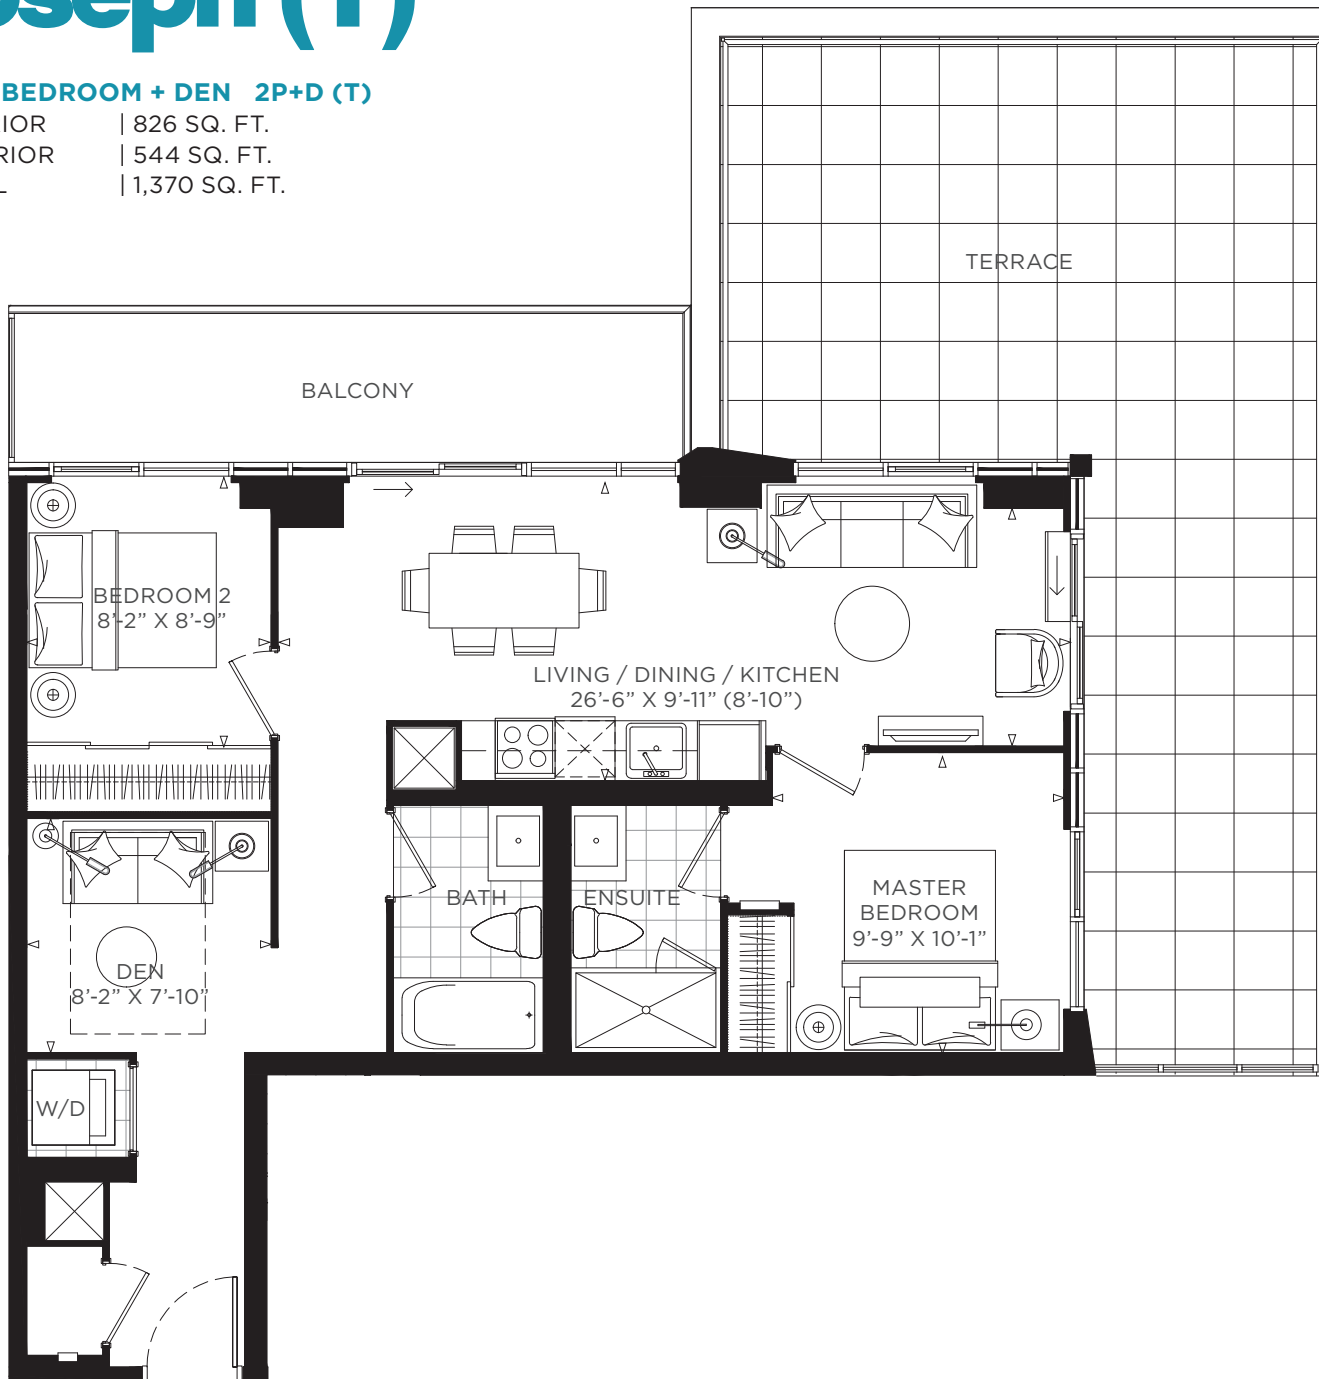 BEDROOM + DEN 2P+D (T)
| 826 SQ. FT.
| 544 SQ. FT.
| 1,370 SQ. FT.
TERRACE
BALCONY
BEDROOM 2
8'-2" X 8'-9"
LIVING / DINING / KITCHEN
26'-6" X 9'-11" (8'-10")
BATH
ENSUITE
MASTER
BEDROOM
9'-9" X 10'-1"
DEN
8'-2" X 7'-10"
W/D